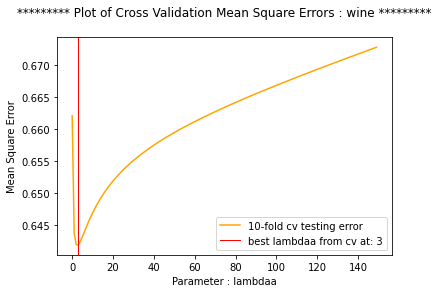 ********* Plot of Cross Validation Mean Square Errors : wine *********
Mean Square Error
0.670
0.665
0.660
0.655
0.650
0.645
0 20 40 60 80 100 120 140
Parameter : lambdaa
10-fold cv testing error
best lambdaa from cv at: 3